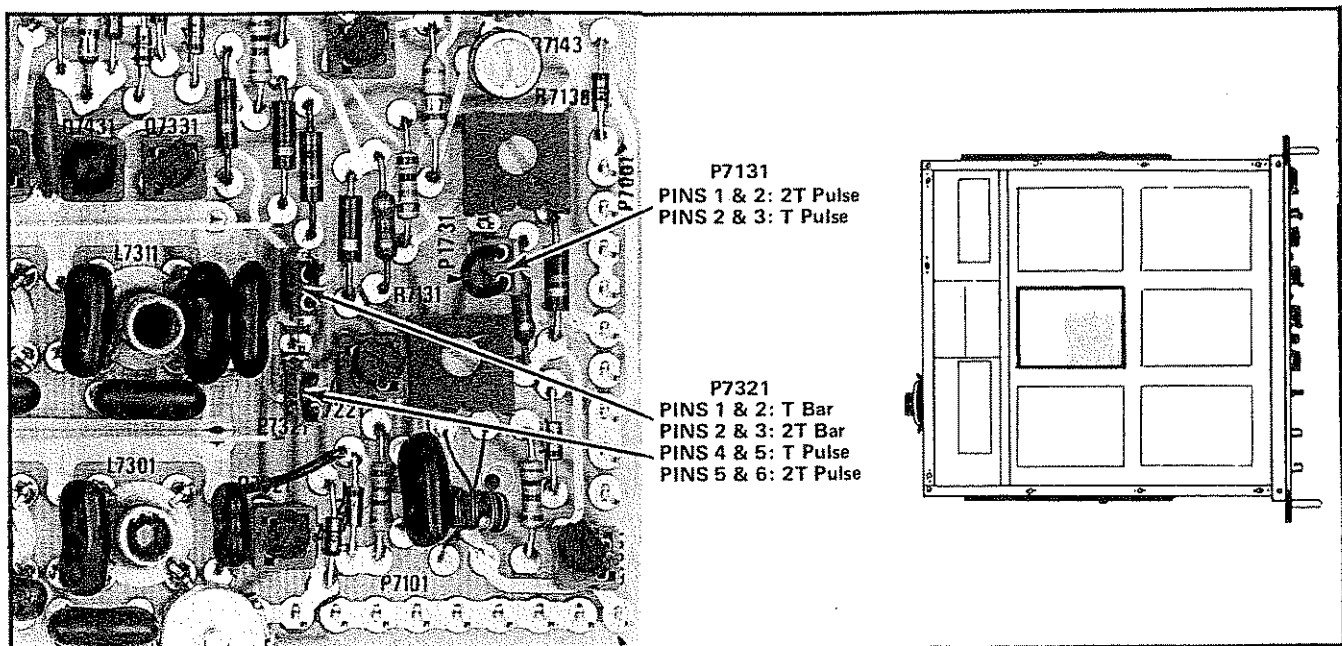 R7143
R7138
Q7431 Q7331
P7001
P1731
L7311
R7131
P7131
PINS 1 & 2: 2T Pulse
PINS 2 & 3: T Pulse
P7321
PINS 1 & 2: T Bar
PINS 2 & 3: 2T Bar
PINS 4 & 5: T Pulse
PINS 5 & 6: 2T Pulse
L7301
P7101